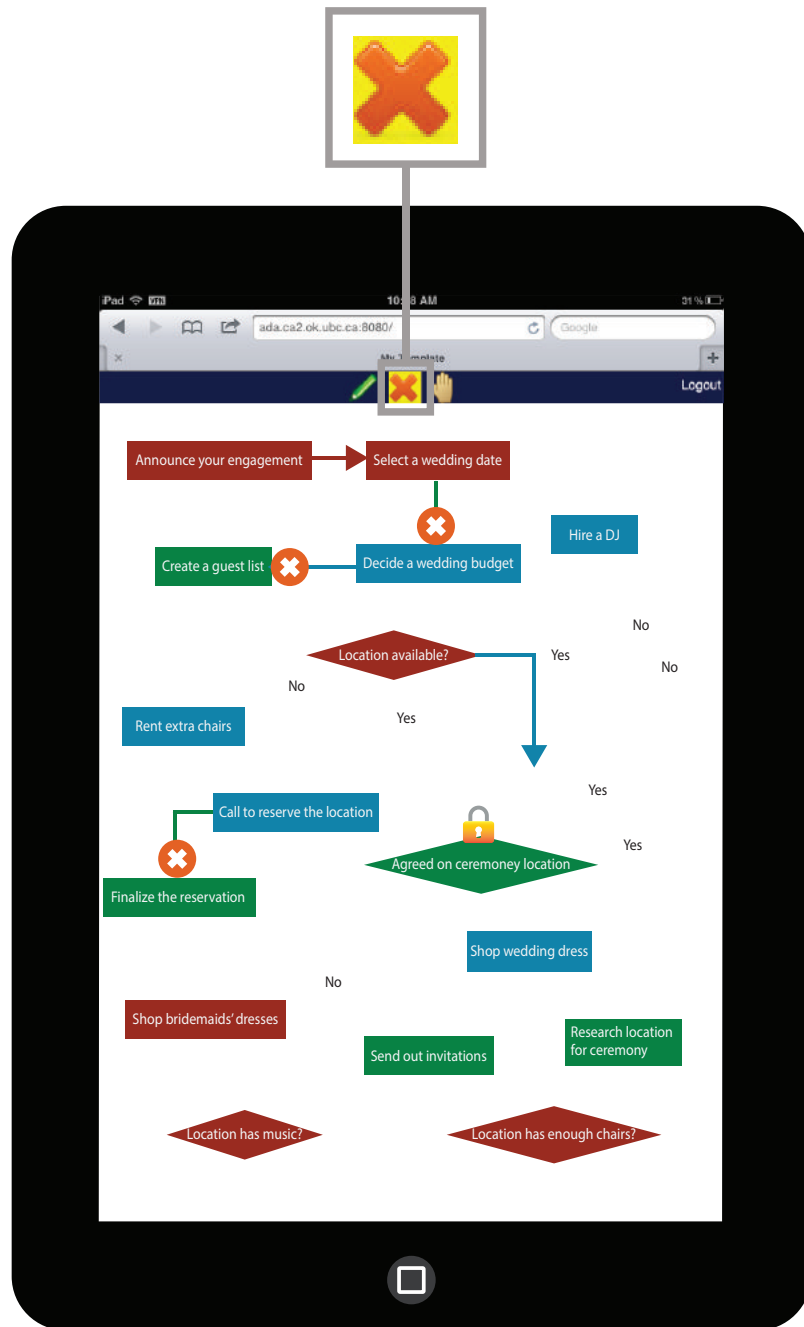 iPad
10: 8 AM
31%
ada.ca2.ok.ubc.ca:8080/
Google
My Template
Logout
Announce your engagement
Select a wedding date
Hire a DJ
Create a guest list
Decide a wedding budget
No
Location available?
Yes
No
No
Yes
Rent extra chairs
Yes
Call to reserve the location
Yes
Agreed on ceremoney location
Finalize the reservation
Shop wedding dress
No
Shop bridemaids' dresses
Research location
for ceremony
Send out invitations
Location has music?
Location has enough chairs?